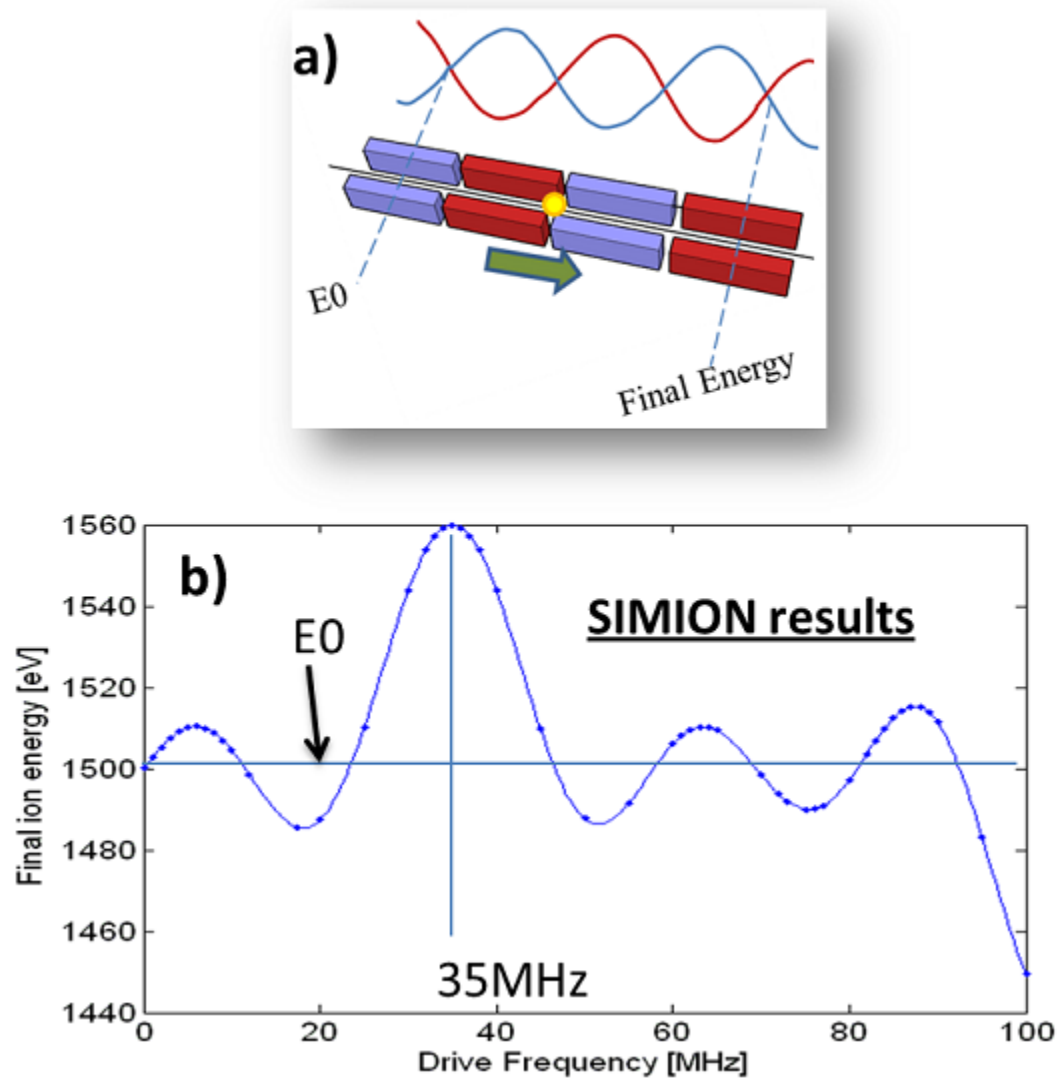 a)
E0
Final Energy
b)
SIMION results
E0
35MHz
Final ion energy [eV]
1560
1540
1520
1500
1480
1460
1440
0 20 40 60 80 100
Drive Frequency [MHz]